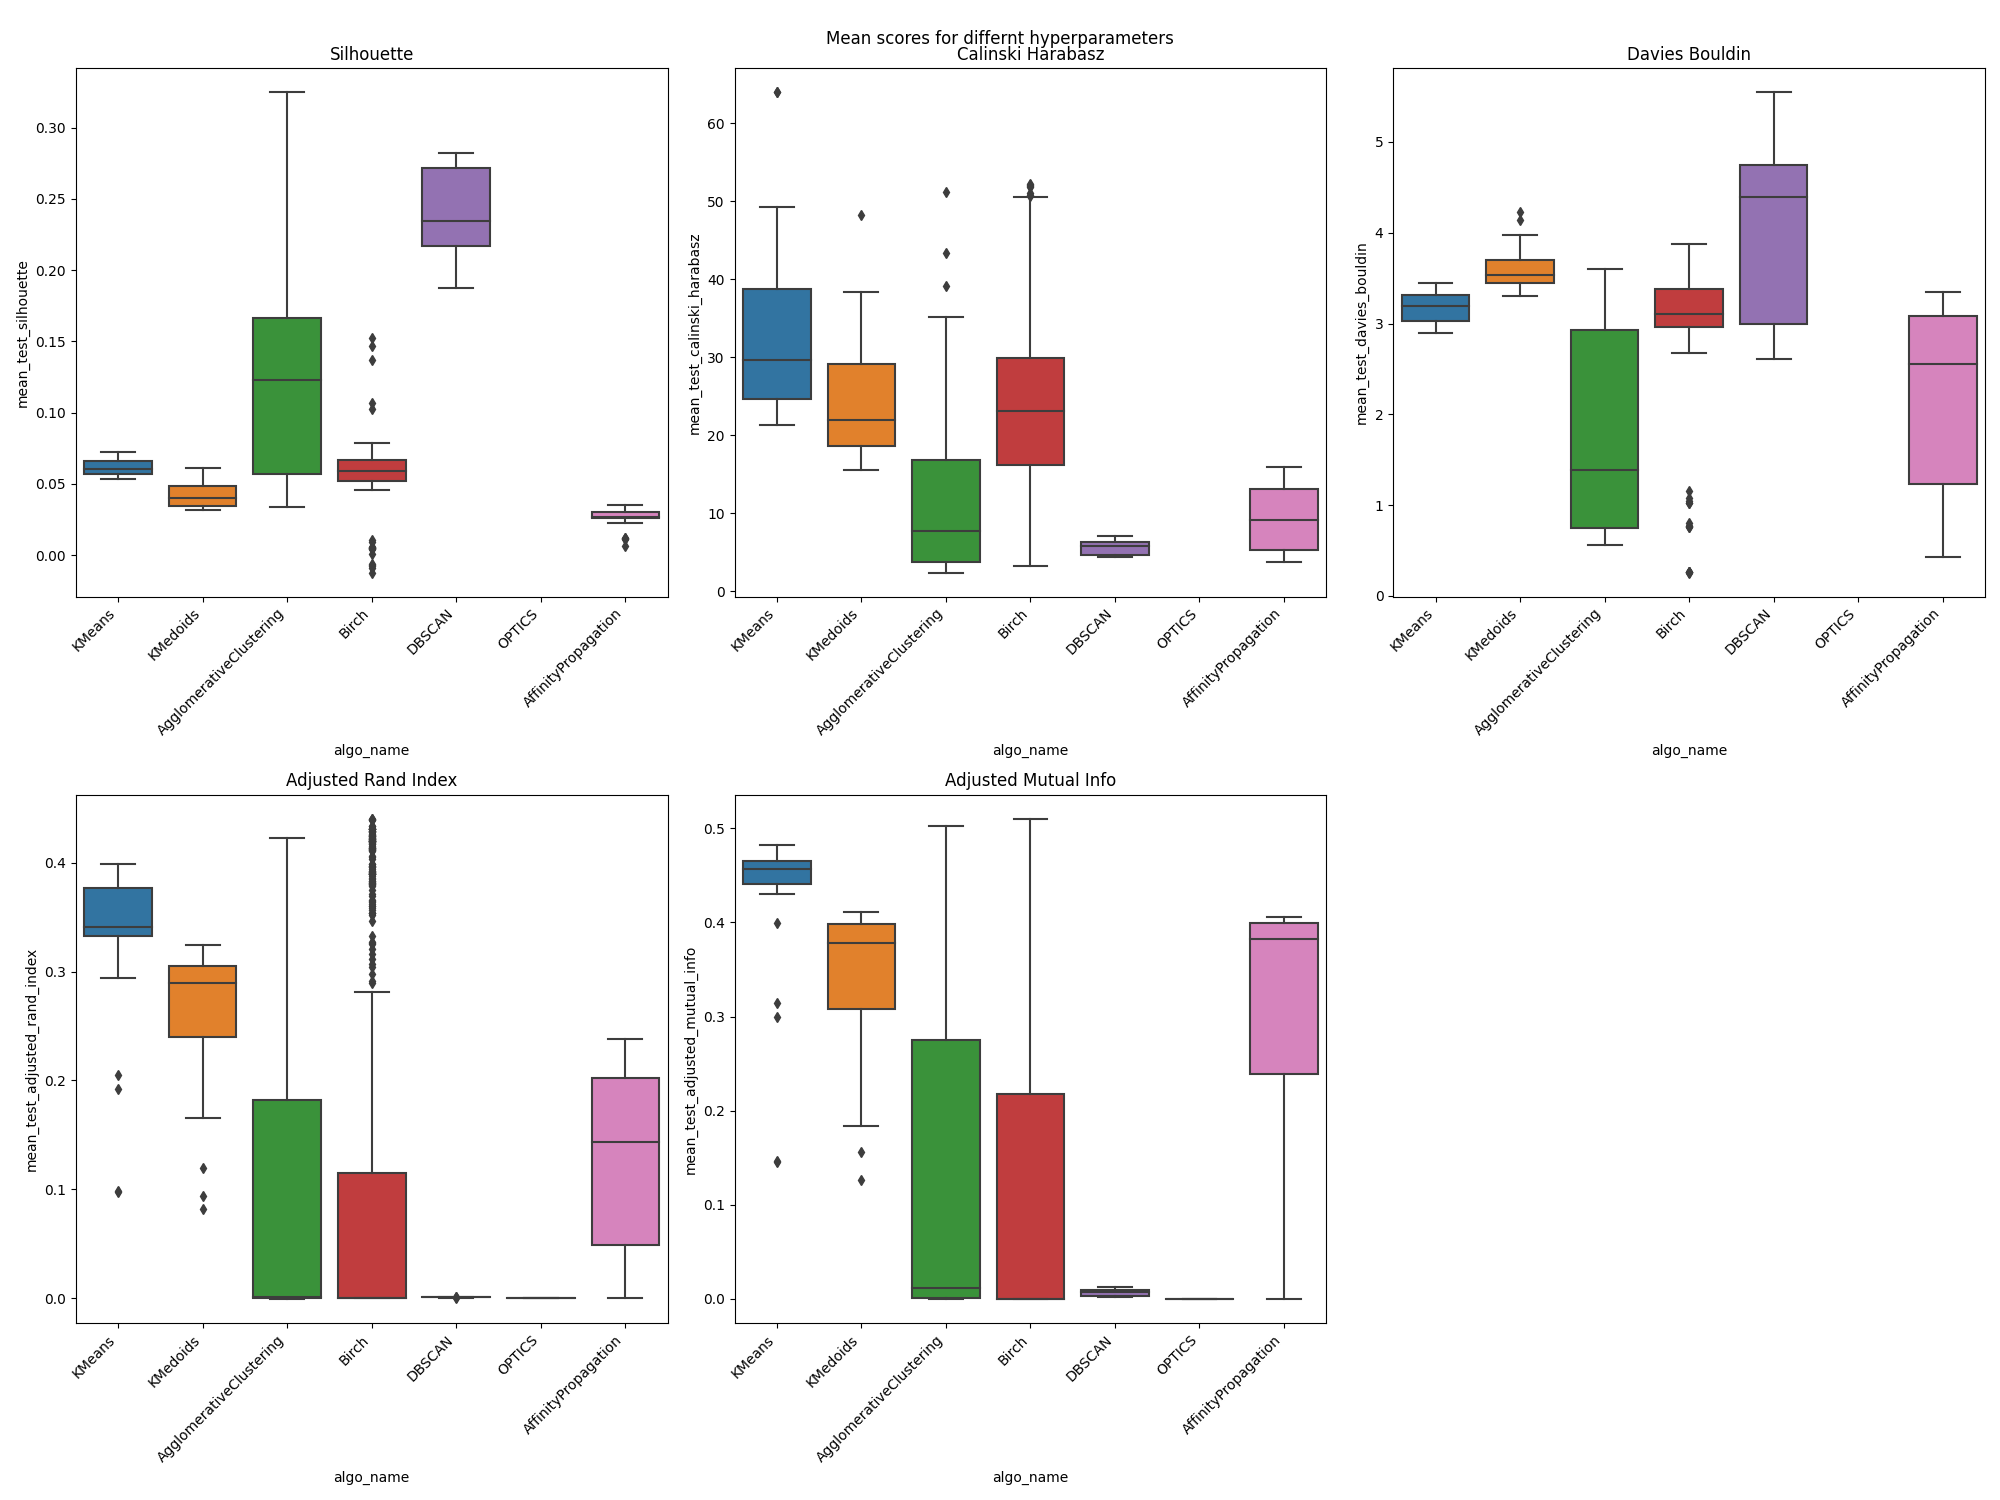 Mean scores for differnt hyperparameters
Silhouette
mean_test_silhouette
0.30
0.25
0.20
0.15
0.10
0.05
0.00
KMeans
KMedoids
AgglomerativeClustering
Birch
DBSCAN
OPTICS
AffinityPropagation
algo_name
Calinski Harabasz
mean_test_calinski_harabasz
60
50
40
30
20
10
0
KMeans
KMedoids
AgglomerativeClustering
Birch
DBSCAN
OPTICS
AffinityPropagation
algo_name
Davies Bouldin
mean_test_davies_bouldin
5
4
3
2
1
0
KMeans
KMedoids
AgglomerativeClustering
Birch
DBSCAN
OPTICS
AffinityPropagation
algo_name
Adjusted Rand Index
mean_test_adjusted_rand_index
0.4
0.3
0.2
0.1
0.0
KMeans
KMedoids
AgglomerativeClustering
Birch
DBSCAN
OPTICS
AffinityPropagation
algo_name
Adjusted Mutual Info
mean_test_adjusted_mutual_info
0.5
0.4
0.3
0.2
0.1
0.0
KMeans
KMedoids
AgglomerativeClustering
Birch
DBSCAN
OPTICS
AffinityPropagation
algo_name